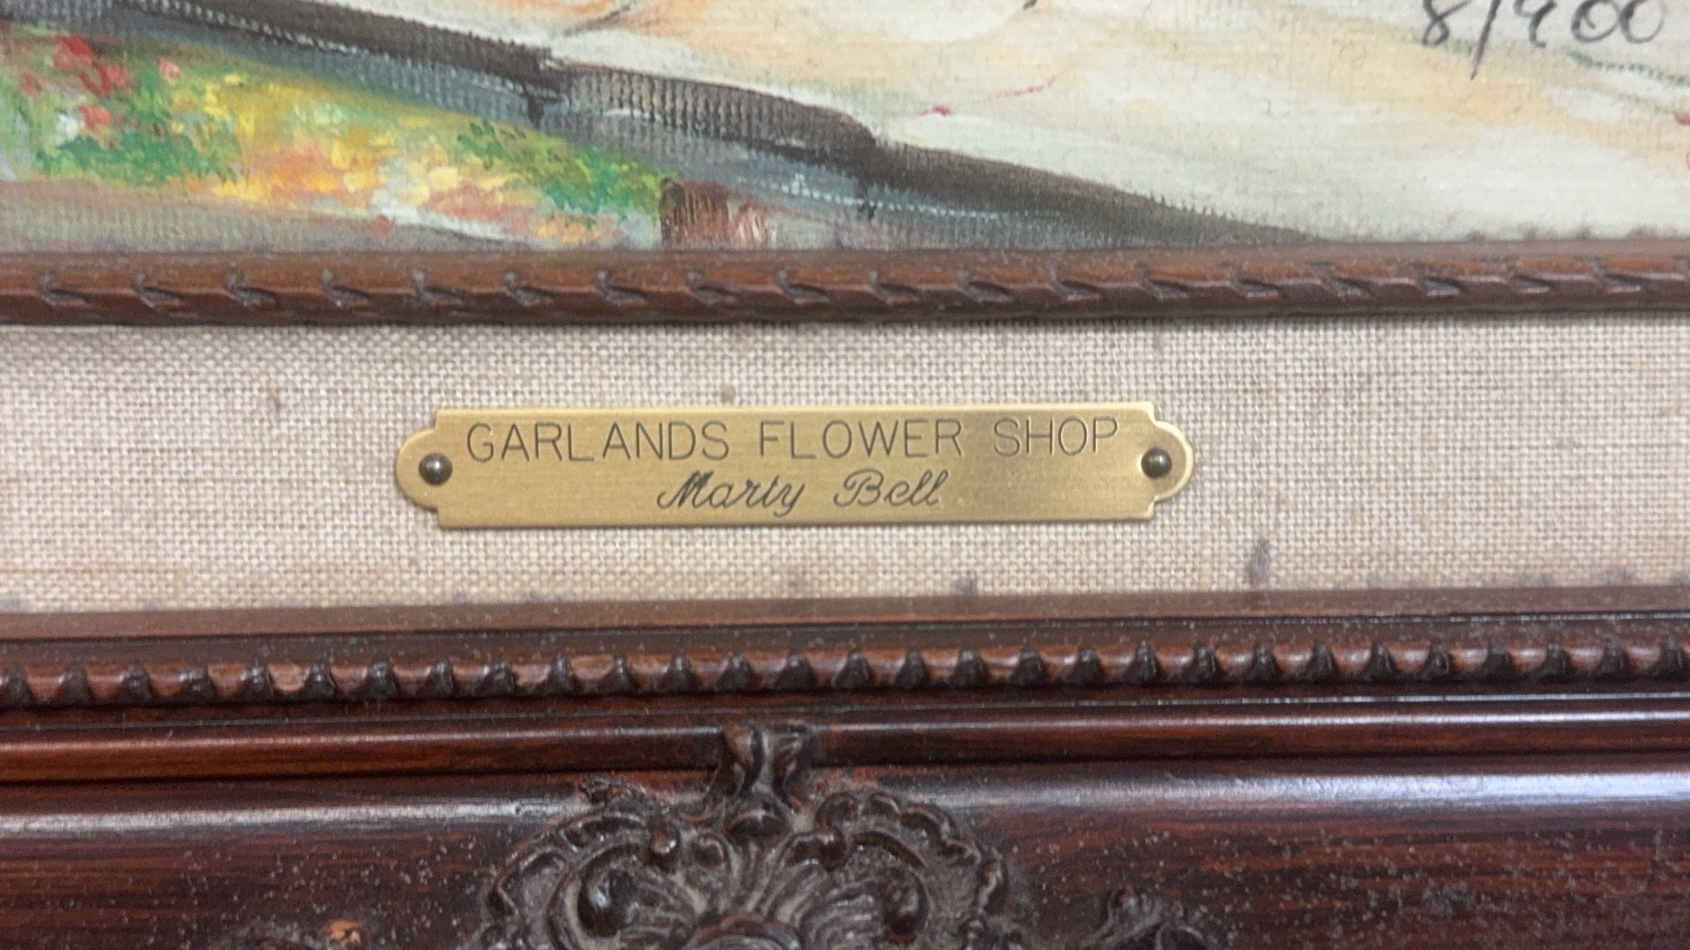 8/900
GARLANDS FLOWER SHOP
Marty Bell